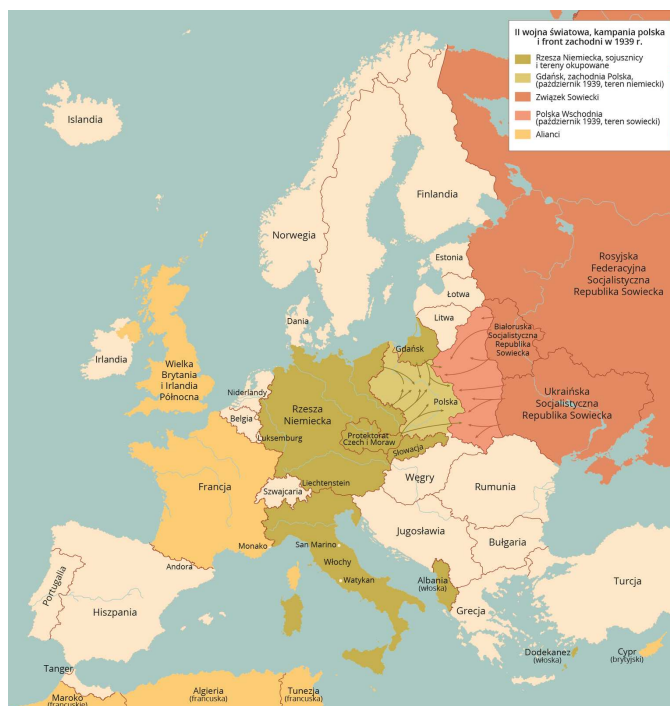 II wojna światowa, kampania polska
i front zachodni w 1939 r.
Rzesza Niemiecka, sojusznicy
i tereny okupowane
Gdańsk, zachodnia Polska,
(październik 1939, teren niemiecki)
Związek Sowiecki
Polska Wschodnia
(październik 1939, teren sowiecki)
Alianci
Islandia
Finlandia
Norwegia
Estonia
Rosyjska
Federacyjna
Socjalistyczna
Republika Sowiecka
Łotwa
Litwa
Dania
Białoruska
Socjalistyczna
Republika
Sowiecka
Gdańsk
Irlandia
Wielka
Brytania
i Irlandia
Północna
Niderlandy
Belgia
Luksemburg
Rzesza
Niemiecka
Polska
Ukraińska
Socjalistyczna
Republika Sowiecka
Protektorat
Czech i Moraw
Słowacja
Francja
Liechtenstein
Szwajcaria
Węgry
Rumunia
Jugosławia
Bułgaria
Monako
San Marino
Włochy
Watykan
Andora
Portugalia
Hiszpania
Albania
(włoska)
Grecja
Turcja
Dodekanez
(włoska)
Cypr
(brytyjski)
Tanger
Maroko
(francuskie)
Algieria
(francuska)
Tunezja
(francuska)